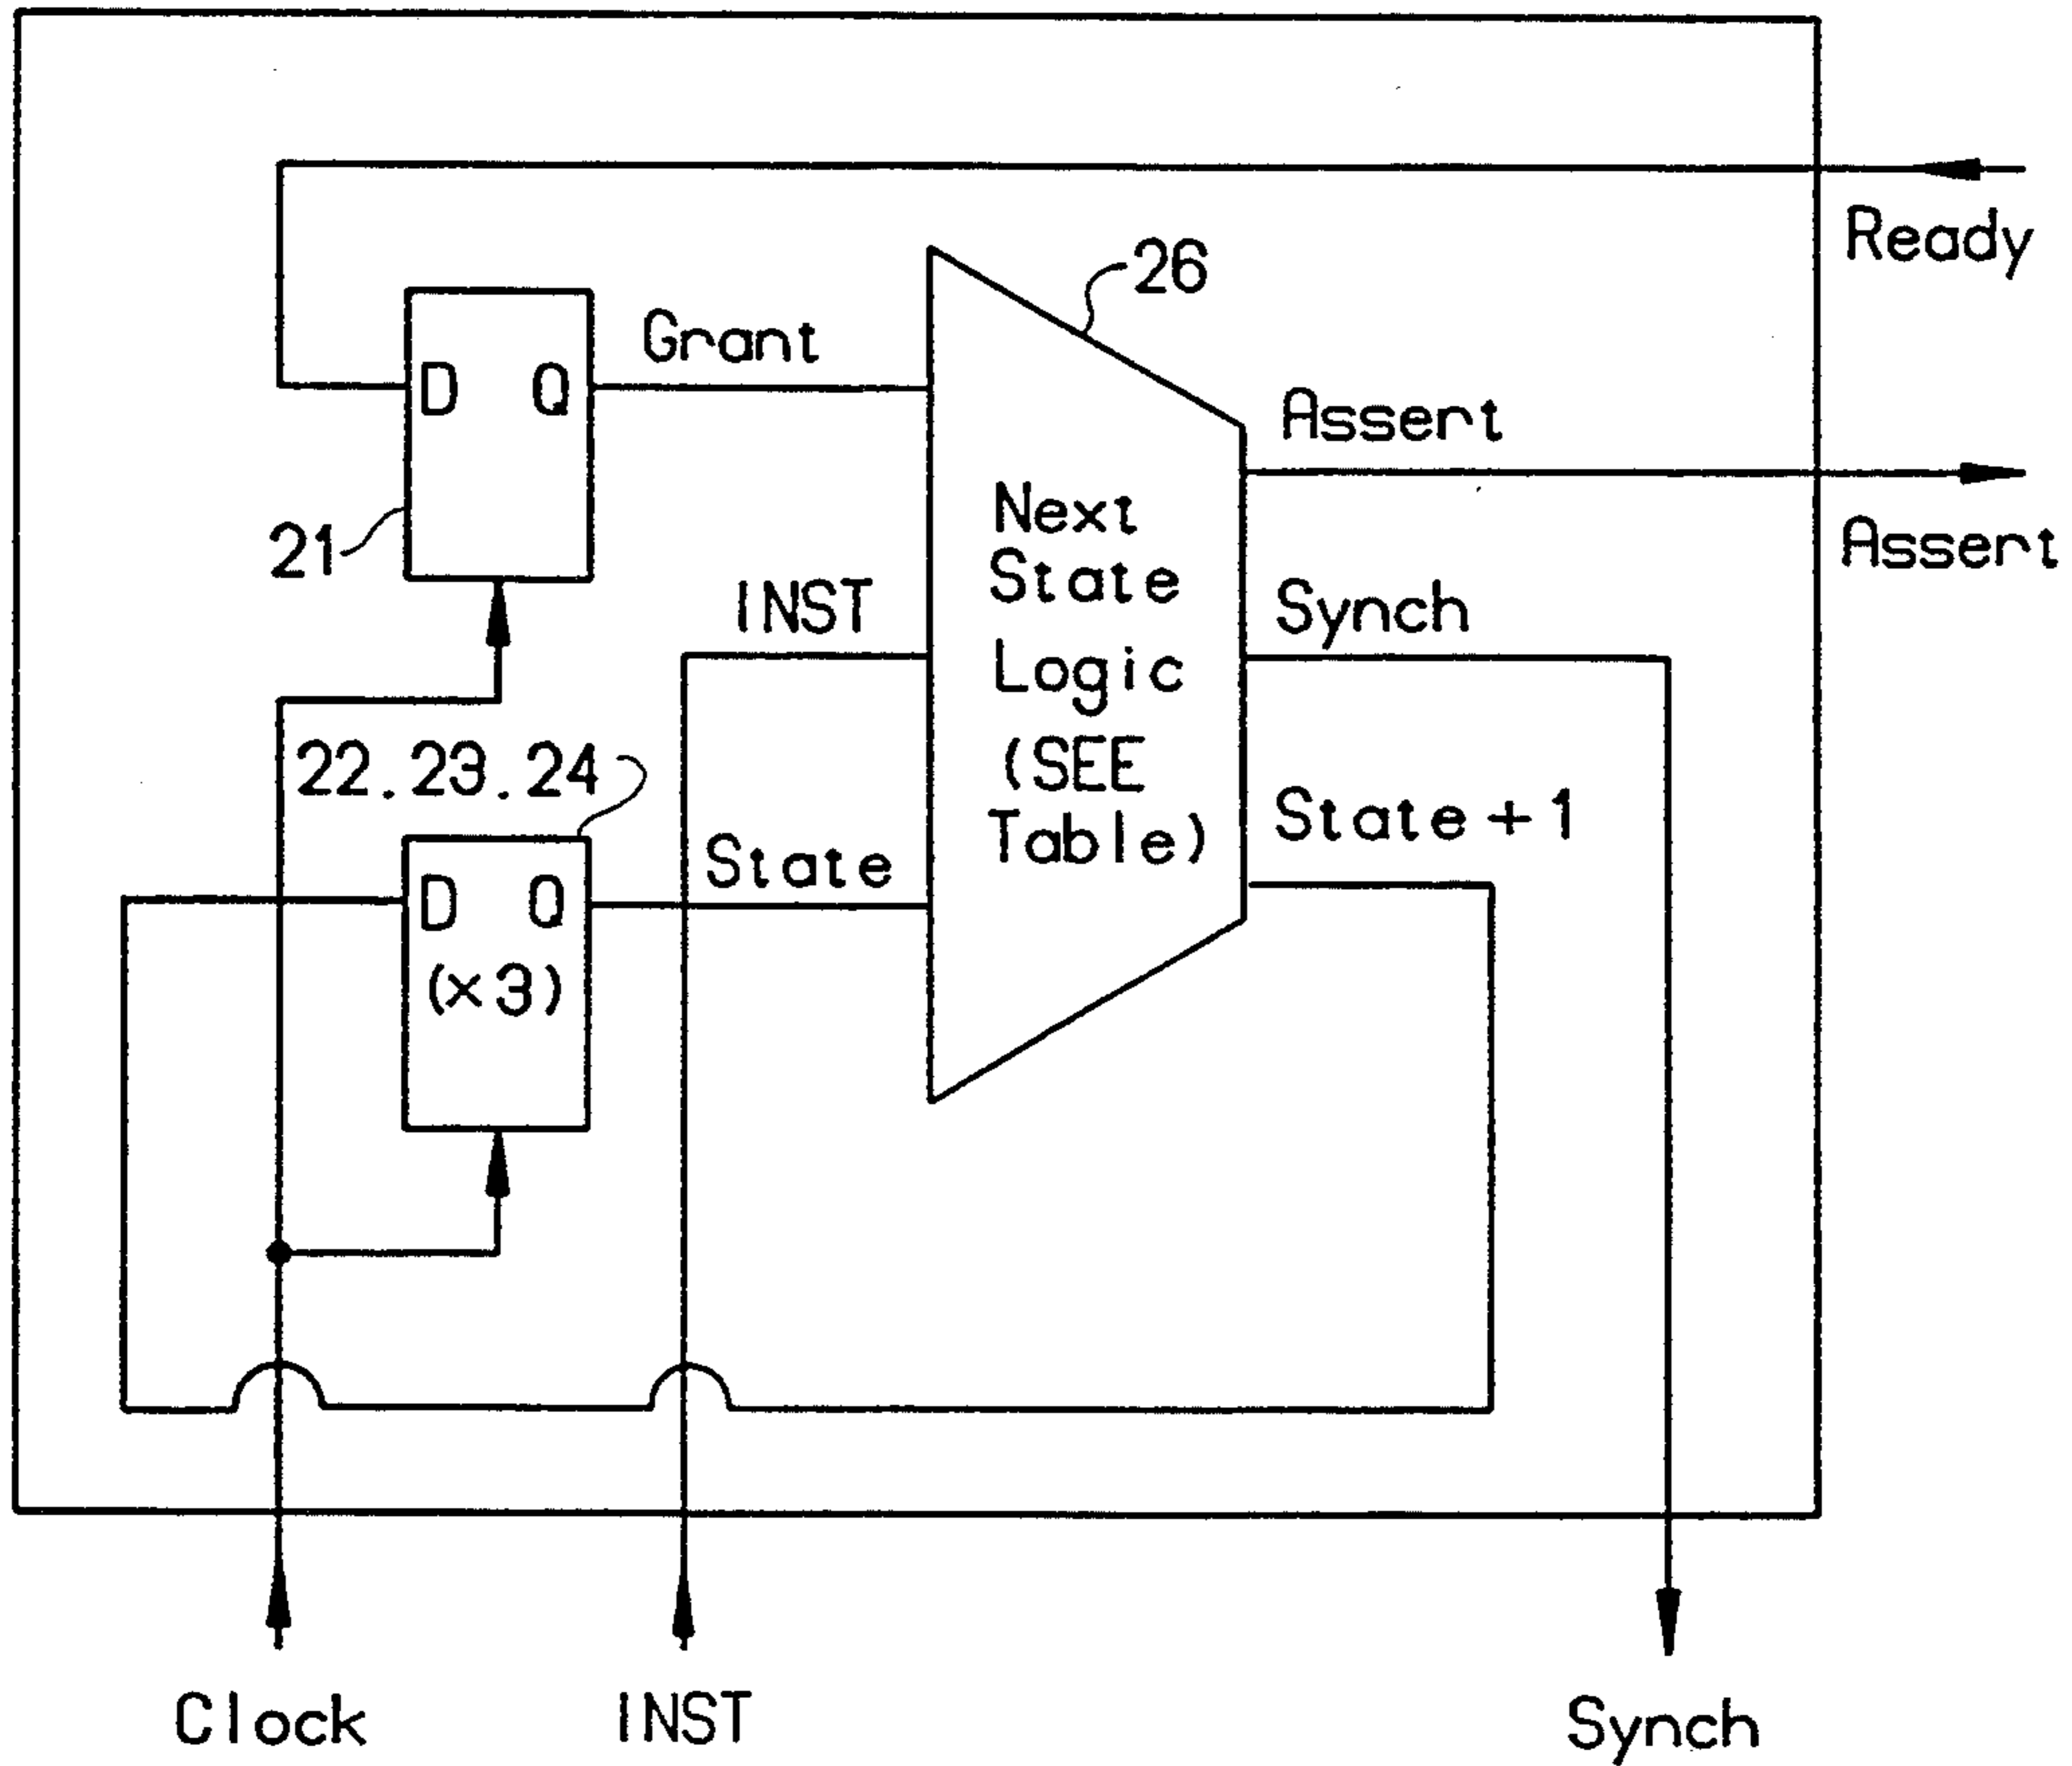 Ready
26
Grant
D Q
Assert
21
Next
State
Logic
(SEE
Table)
Assert
INST
Synch
22.23.24
State+1
State
D Q
(x3)
Clock
INST
Synch